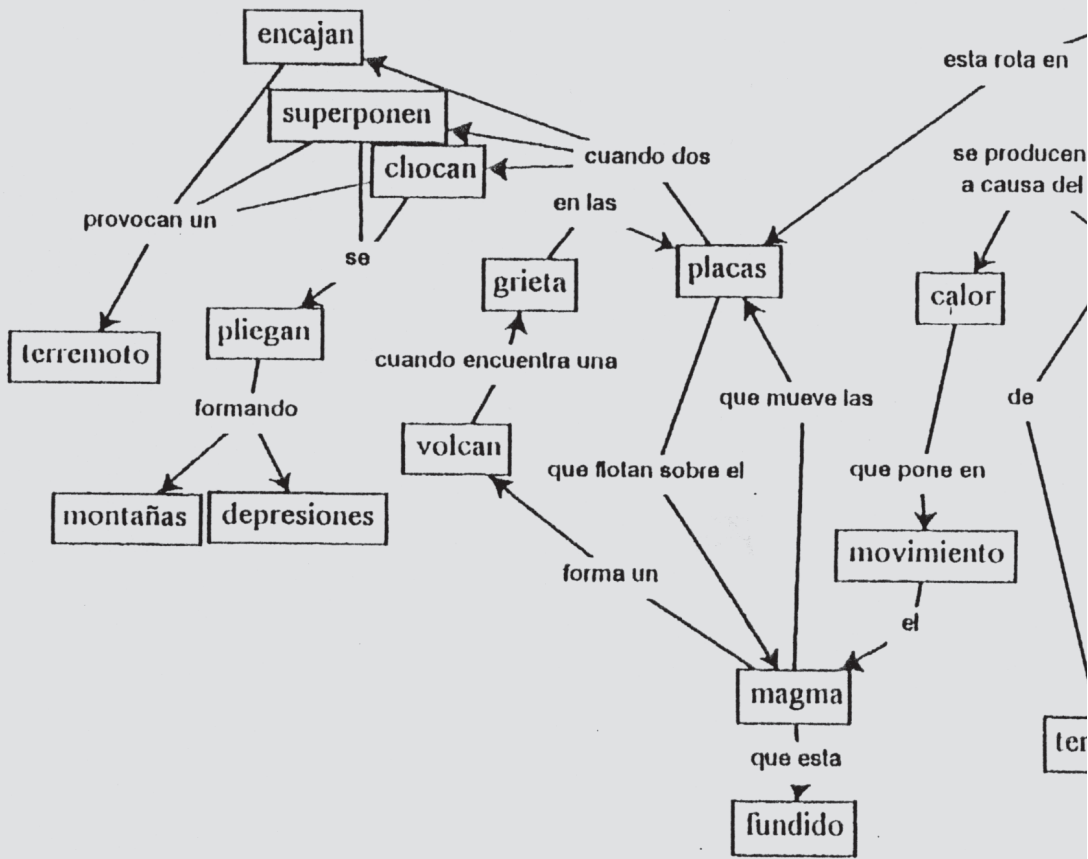 encajan
esta rota en
superponen
cuando dos
chocan
se producen
a causa del
en las
provocan un
se
grieta
placas
calor
pliegan
terremoto
cuando encuentra una
formando
que mueve las
de
volcan
que flotan sobre el
que pone en
montañas
depresiones
movimiento
forma un
el
magma
ter
que esta
fundido